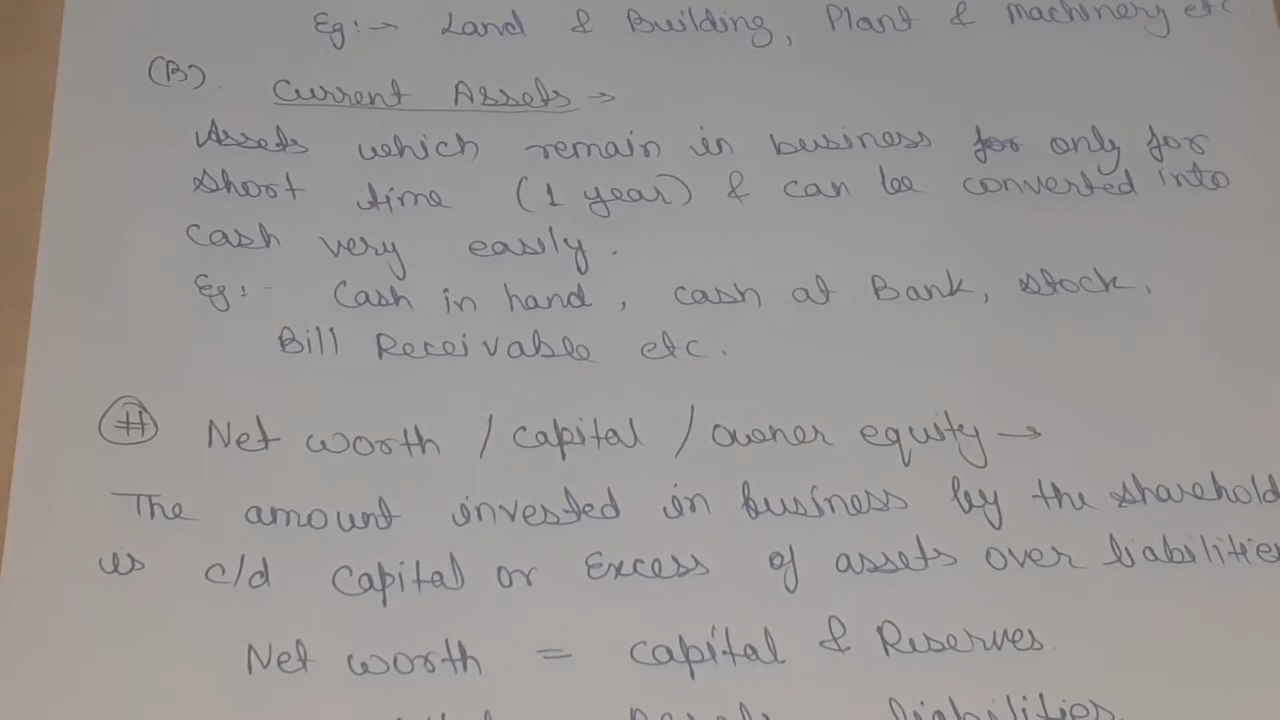 Eg:→ Land & Building, Plant & Machinery etc
(B). Current Assets →
Assets which remain in business for only for
short time (1 year) & can be converted into
cash very easily.
Eg:- Cash in hand, cash at Bank, stock,
Bill Receivable etc.
# Net worth / capital / owner equity →
The amount invested in business by the sharehold
is c/d capital or Excess of assets over liabilities
Net worth = capital & Reserves
liabilities